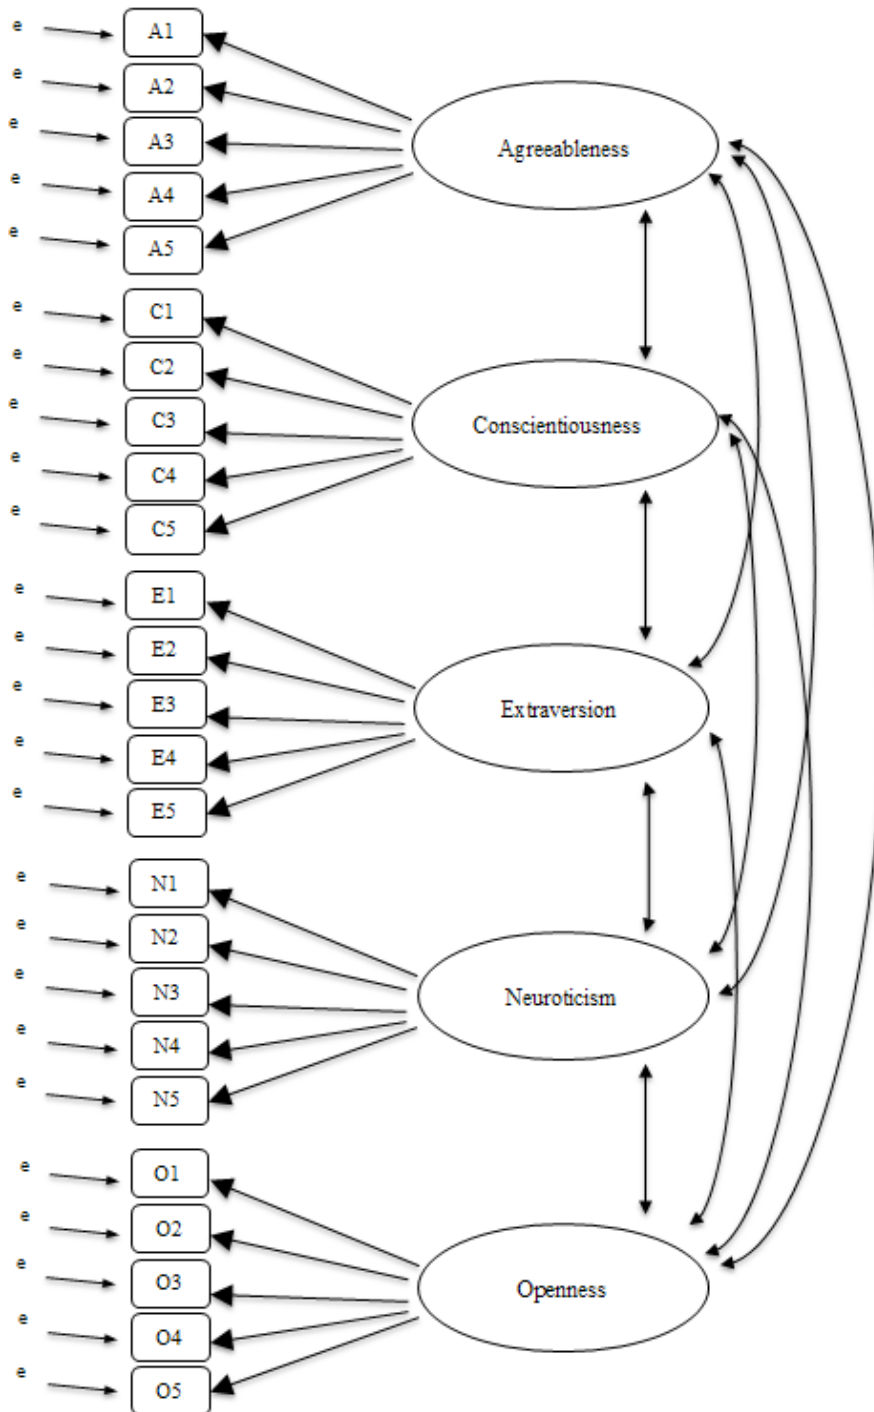 e A1
e A2
Agreeableness
e A3
e A4
e A5
e C1
e C2
Conscientiousness
e C3
e C4
e C5
e E1
e E2
Extraversion
e E3
e E4
e E5
e N1
e N2
Neuroticism
e N3
e N4
e N5
e O1
e O2
Openness
e O3
e O4
e O5